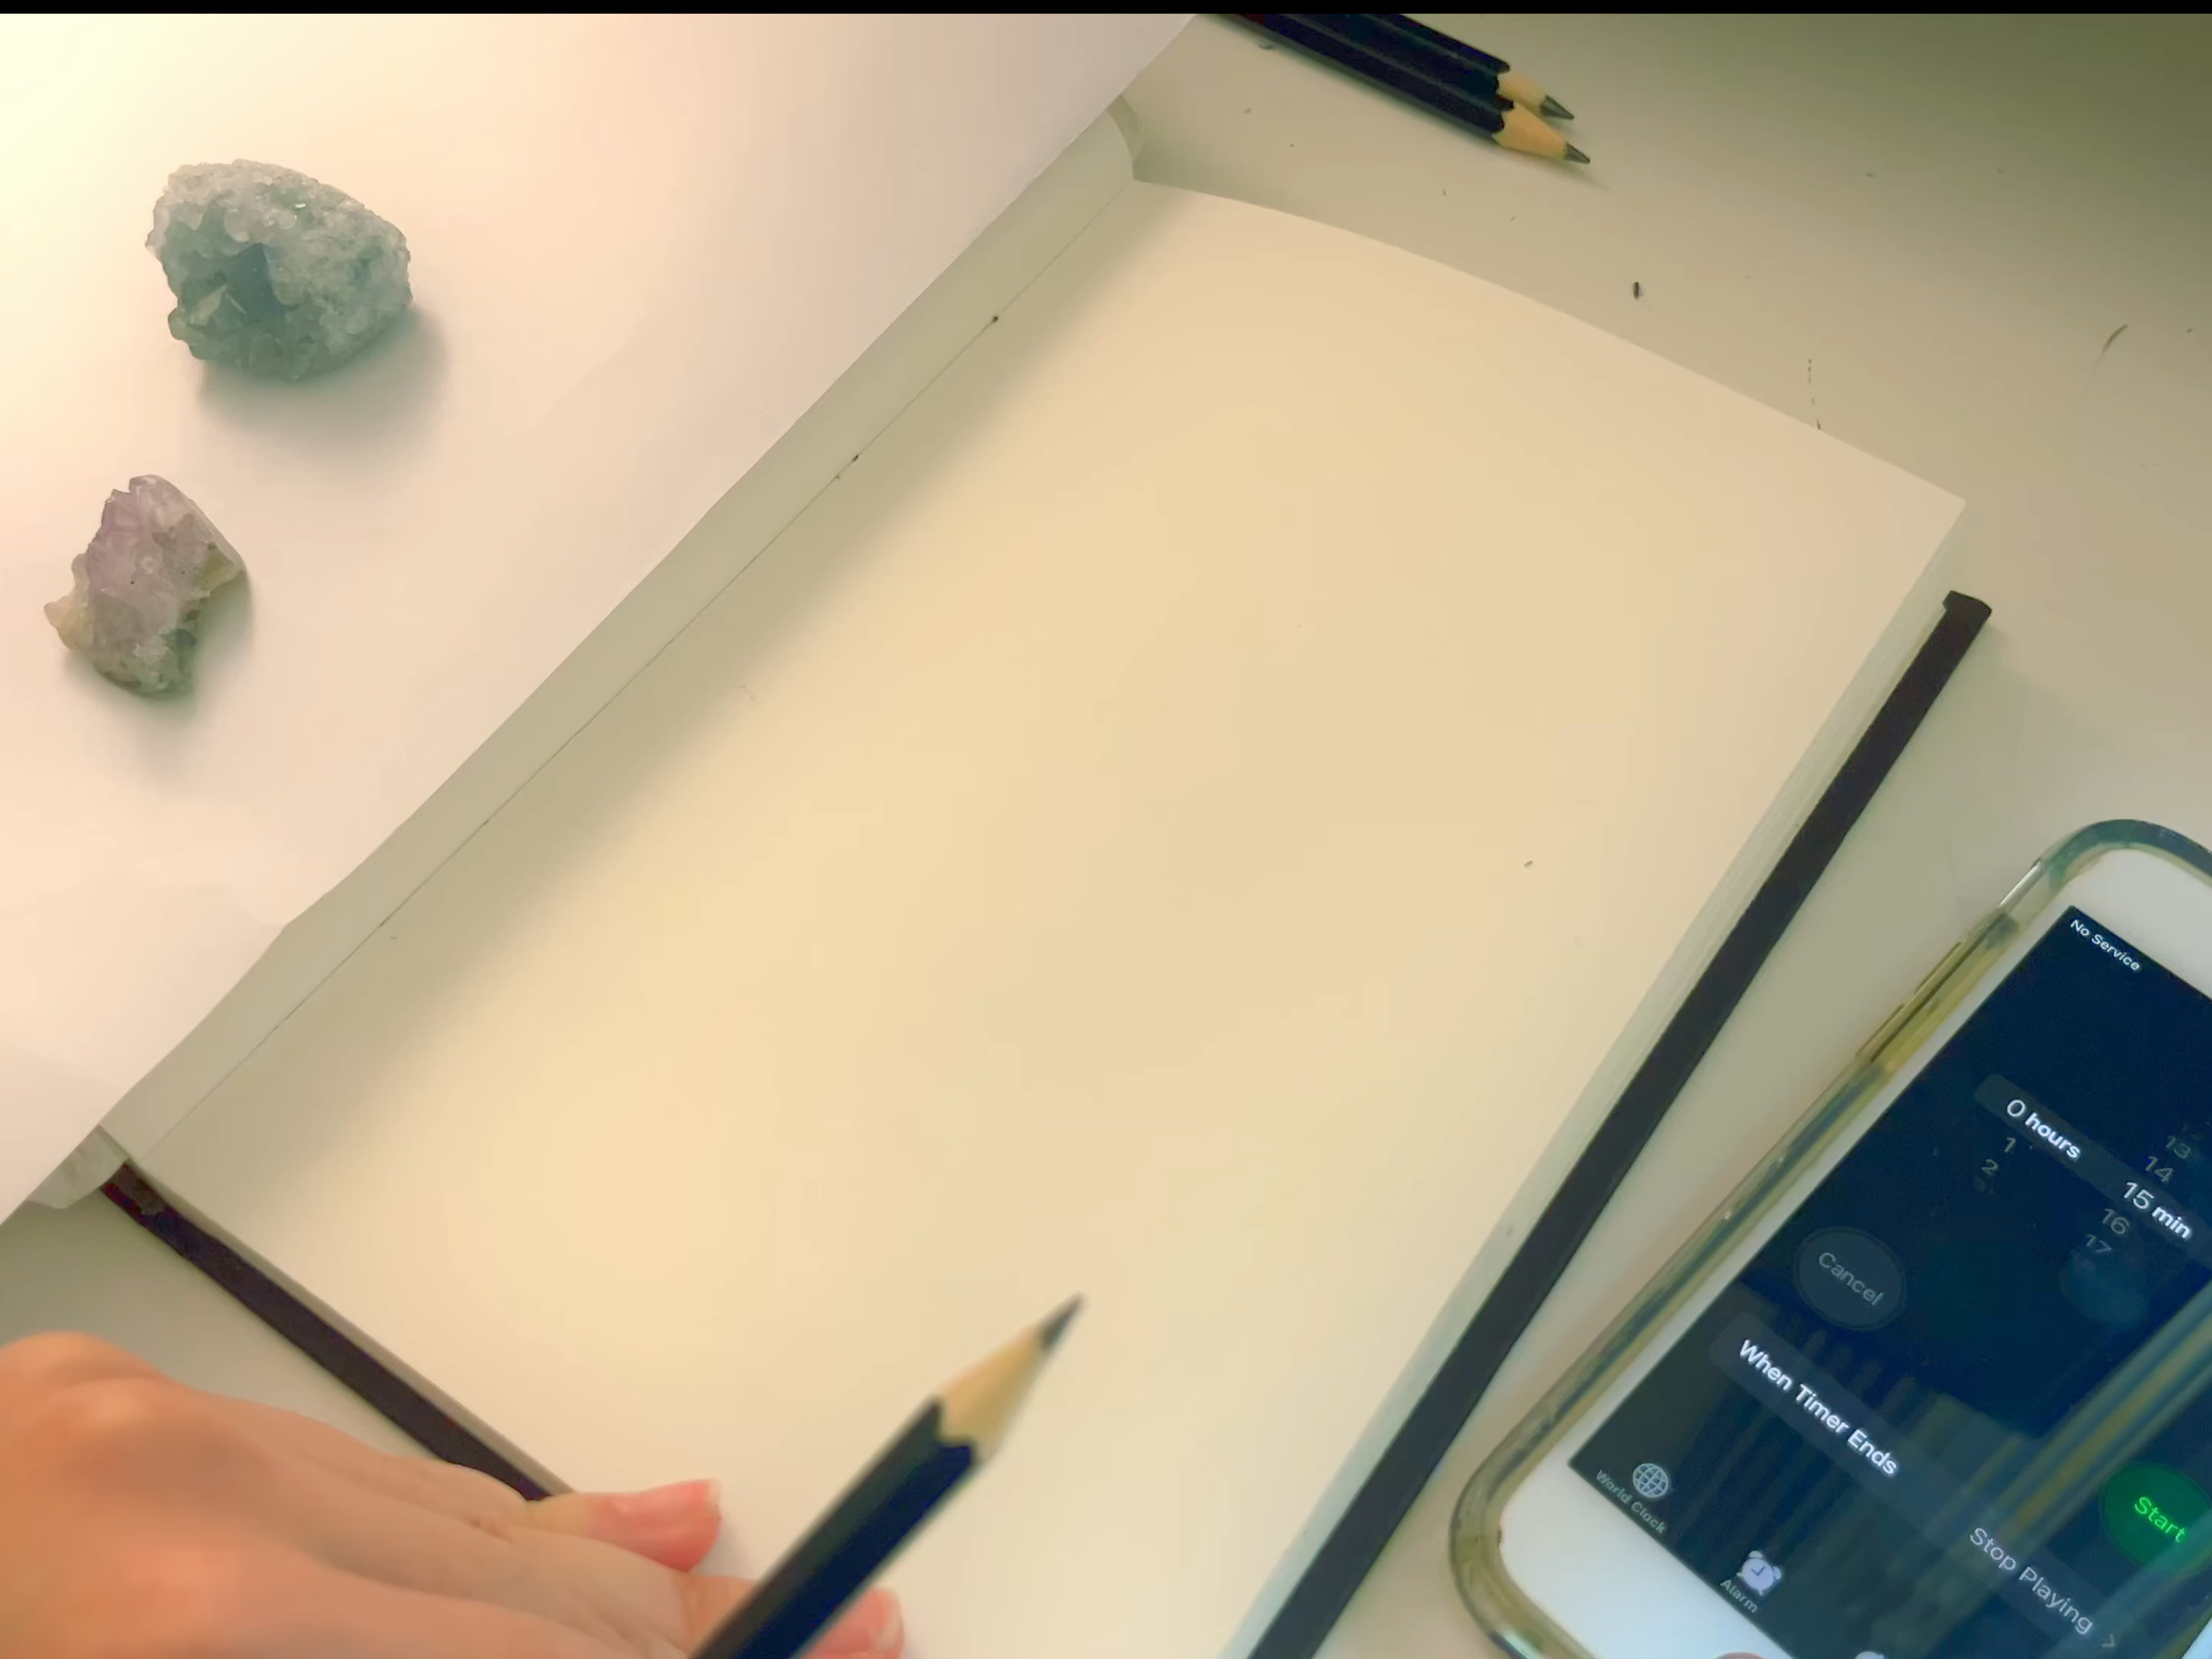 No Service
0 hours
1
2
13
14
15 min
16
17
Cancel
Start
When Timer Ends
Stop Playing >
World Clock
Alarm